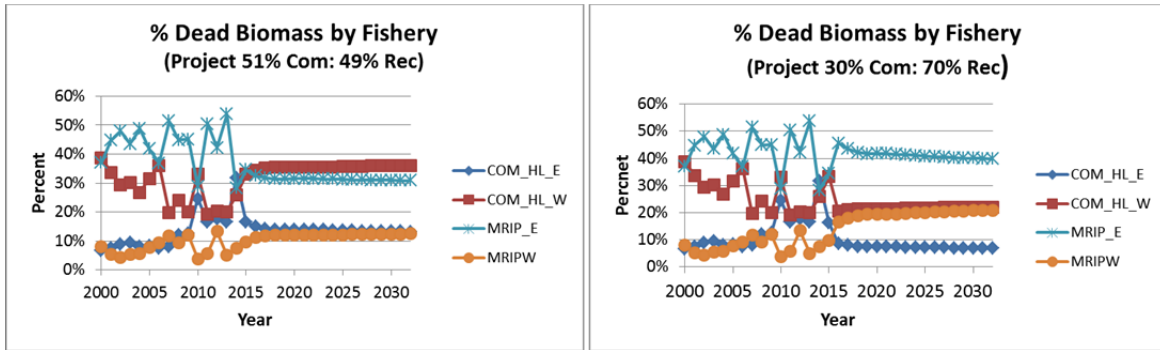 % Dead Biomass by Fishery
(Project 51% Com: 49% Rec)
60%
50%
40%
30%
20%
10%
0%
Percent
2000 2005 2010 2015 2020 2025 2030
Year
COM_HL_E
COM_HL_W
MRIP_E
MRIPW
% Dead Biomass by Fishery
(Project 30% Com: 70% Rec)
60%
50%
40%
30%
20%
10%
0%
Percnet
2000 2005 2010 2015 2020 2025 2030
Year
COM_HL_E
COM_HL_W
MRIP_E
MRIPW